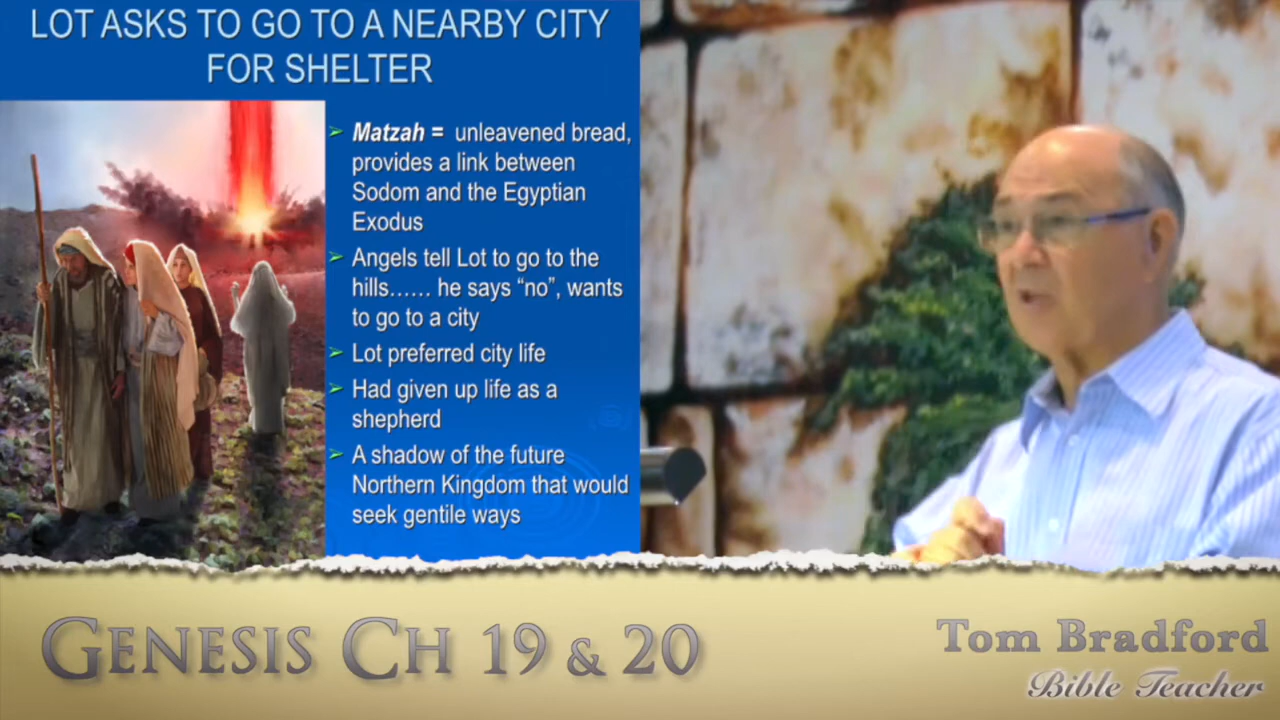 LOT ASKS TO GO TO A NEARBY CITY
FOR SHELTER
Matzah = unleavened bread,
provides a link between
Sodom and the Egyptian
Exodus
Angels tell Lot to go to the
hills...... he says “no”, wants
to go to a city
Lot preferred city life
Had given up life as a
shepherd
A shadow of the future
Northern Kingdom that would
seek gentile ways
GENESIS CH 19 & 20
Tom Bradford
Bible Teacher